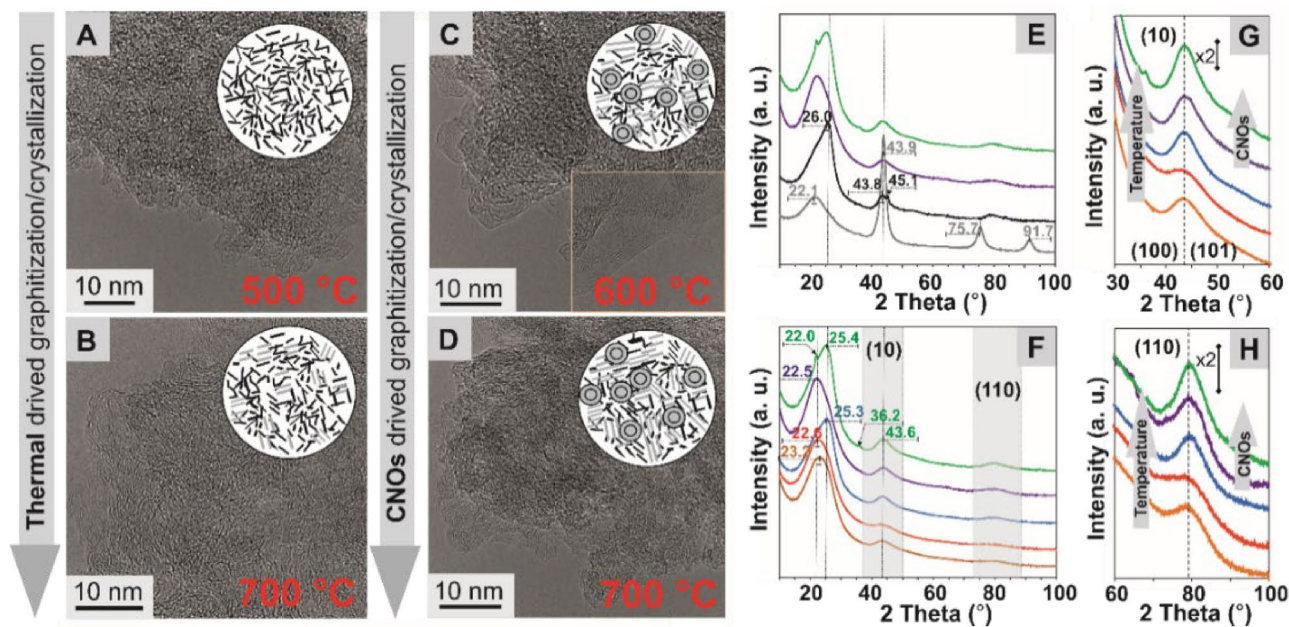 Thermal drived graphitization/crystallization
A
10 nm
500 °C
B
10 nm
700 °C
CNOs drived graphitization/crystallization
C
10 nm
600 °C
D
10 nm
700 °C
E
Intensity (a. u.)
26.0
43.9
43.8
45.1
22.1
75.7
91.7
20 40 60 80 100
2 Theta (°)
F
Intensity (a. u.)
22.0
25.4
(10)
22.5
(110)
25.3
36.2
43.6
23.2
20 40 60 80 100
2 Theta (°)
G
Intensity (a. u.)
(10)
x2
Temperature
CNOs
(100)
(101)
30 40 50 60
2 Theta (°)
H
Intensity (a. u.)
(110)
x2
Temperature
CNOs
60 80 100
2 Theta (°)